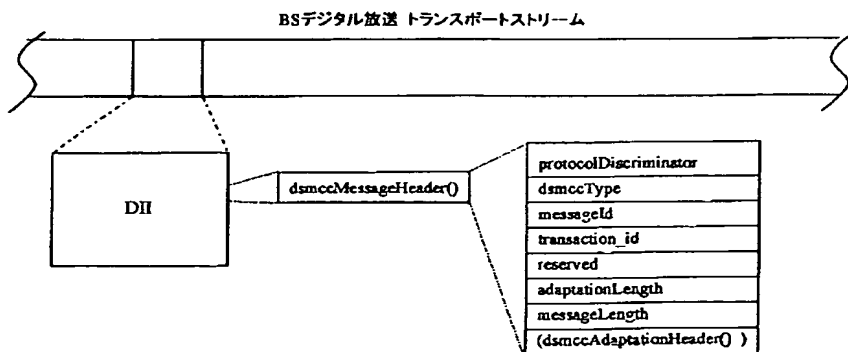 BSデジタル放送 トランスポートストリーム
DII
dsmccMessageHeader()
protocolDiscriminator
dsmccType
messageId
transaction_id
reserved
adaptationLength
messageLength
(dsmccAdaptationHeader() )